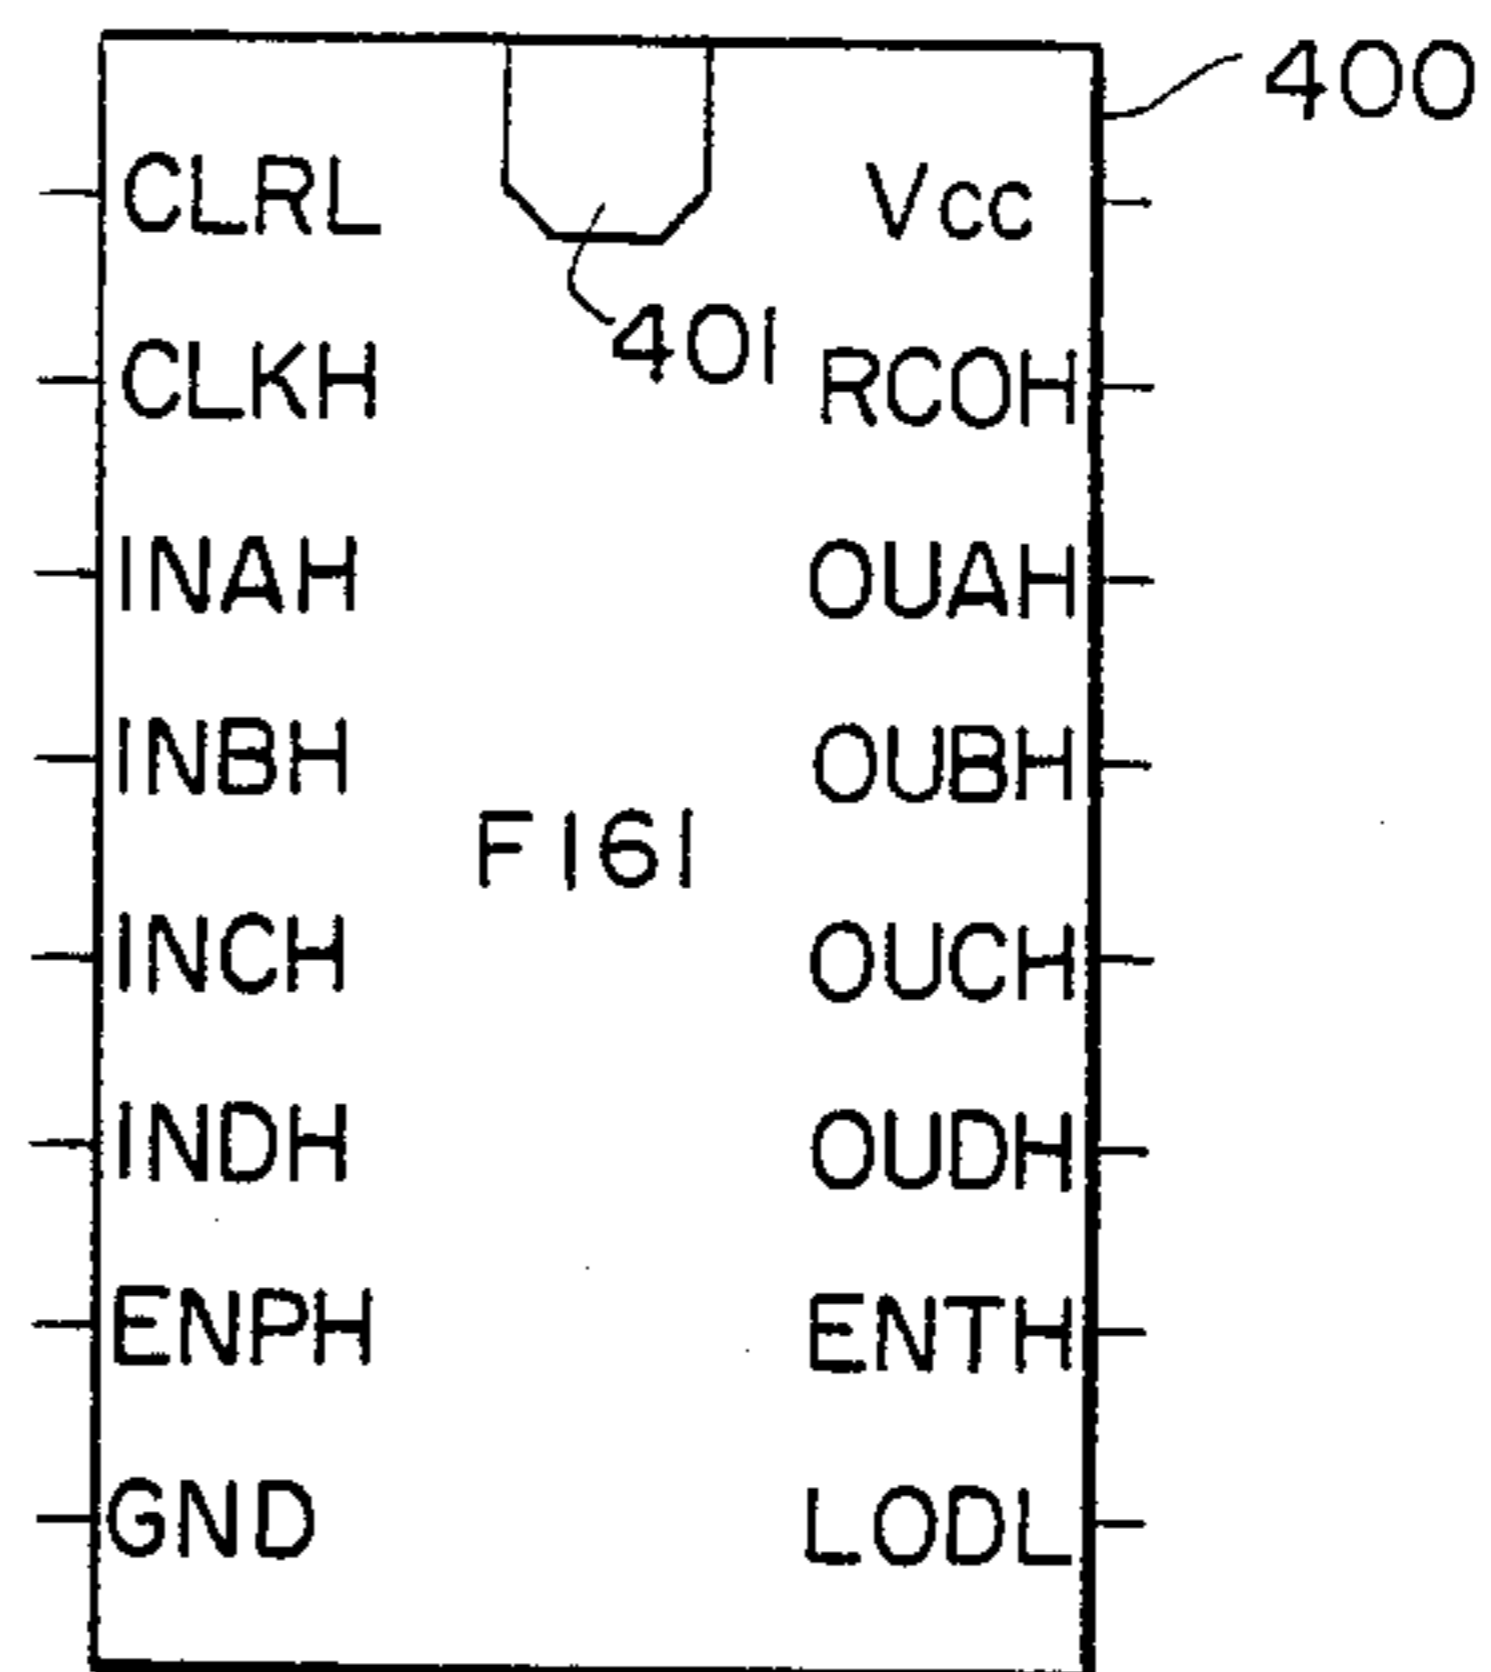 400
CLRL Vcc
401
CLKH RCOH
INAH OUAH
INBH OUBH
F161
INCH OUCH
INDH OUDH
ENPH ENTH
GND LODL